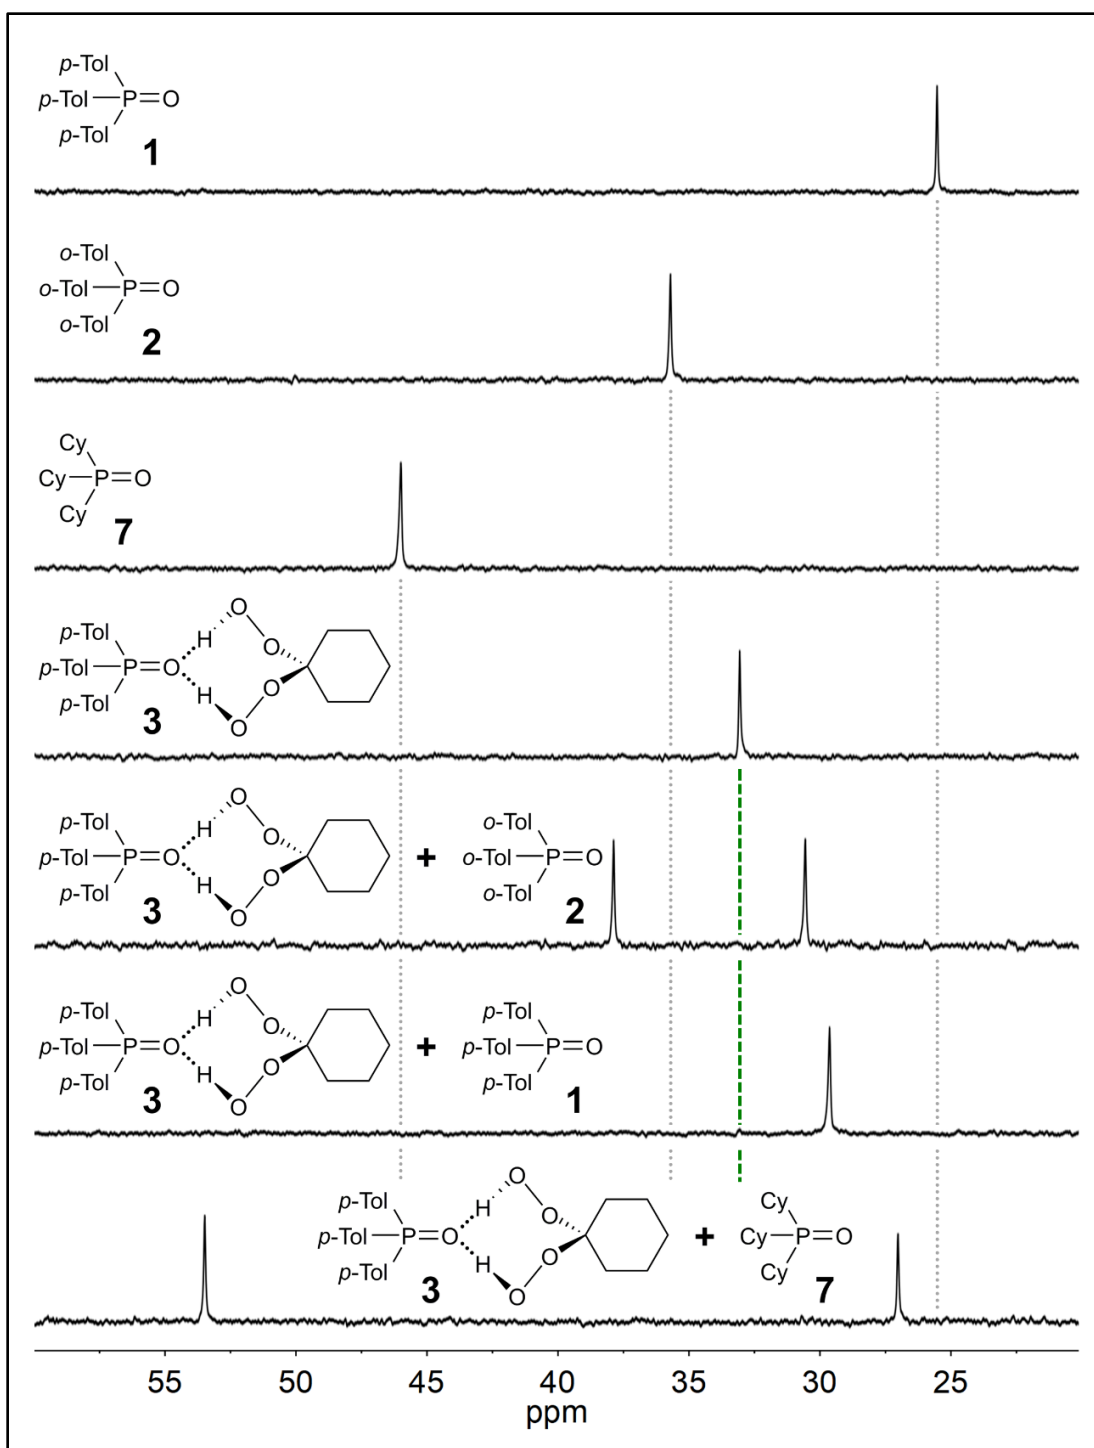 p-Tol
p-Tol P=O
p-Tol 1
o-Tol
o-Tol P=O
o-Tol 2
Cy
Cy P=O
Cy 7
O
p-Tol H O
p-Tol P=O
p-Tol H O
3 O
O
p-Tol H O o-Tol
p-Tol P=O + o-Tol P=O
p-Tol H O o-Tol
3 O 2
O
p-Tol H O p-Tol
p-Tol P=O + p-Tol P=O
p-Tol H O p-Tol
3 O 1
O
p-Tol H O Cy
p-Tol P=O + Cy P=O
p-Tol H O Cy
3 O 7
55 50 45 40 35 30 25
ppm